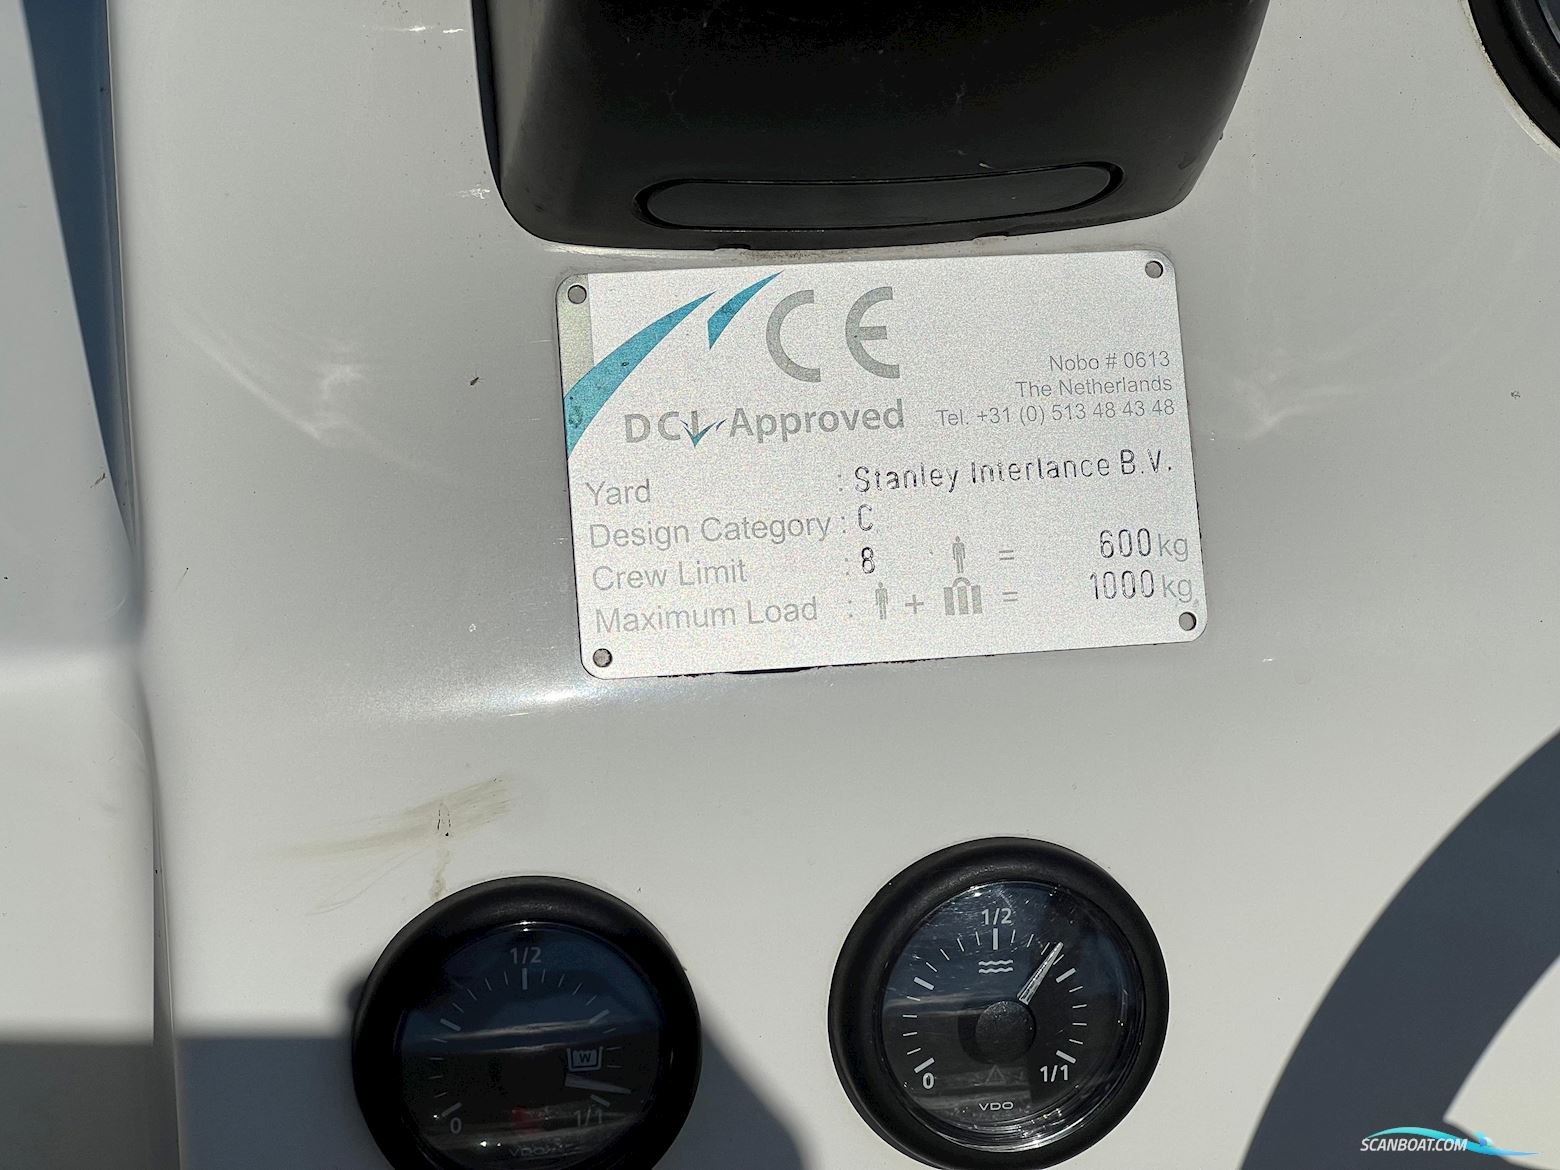 CE
Nobo # 0613
The Netherlands
DCI Approved
Tel. +31 (0) 513 48 43 48
Yard : Stanley Interlance B.V.
Design Category : C
Crew Limit : 8 = 600 kg
Maximum Load : + = 1000 kg
1/2
W
0
1/1
VDO
1/2
0
1/1
VDO
SCANBOAT.COM